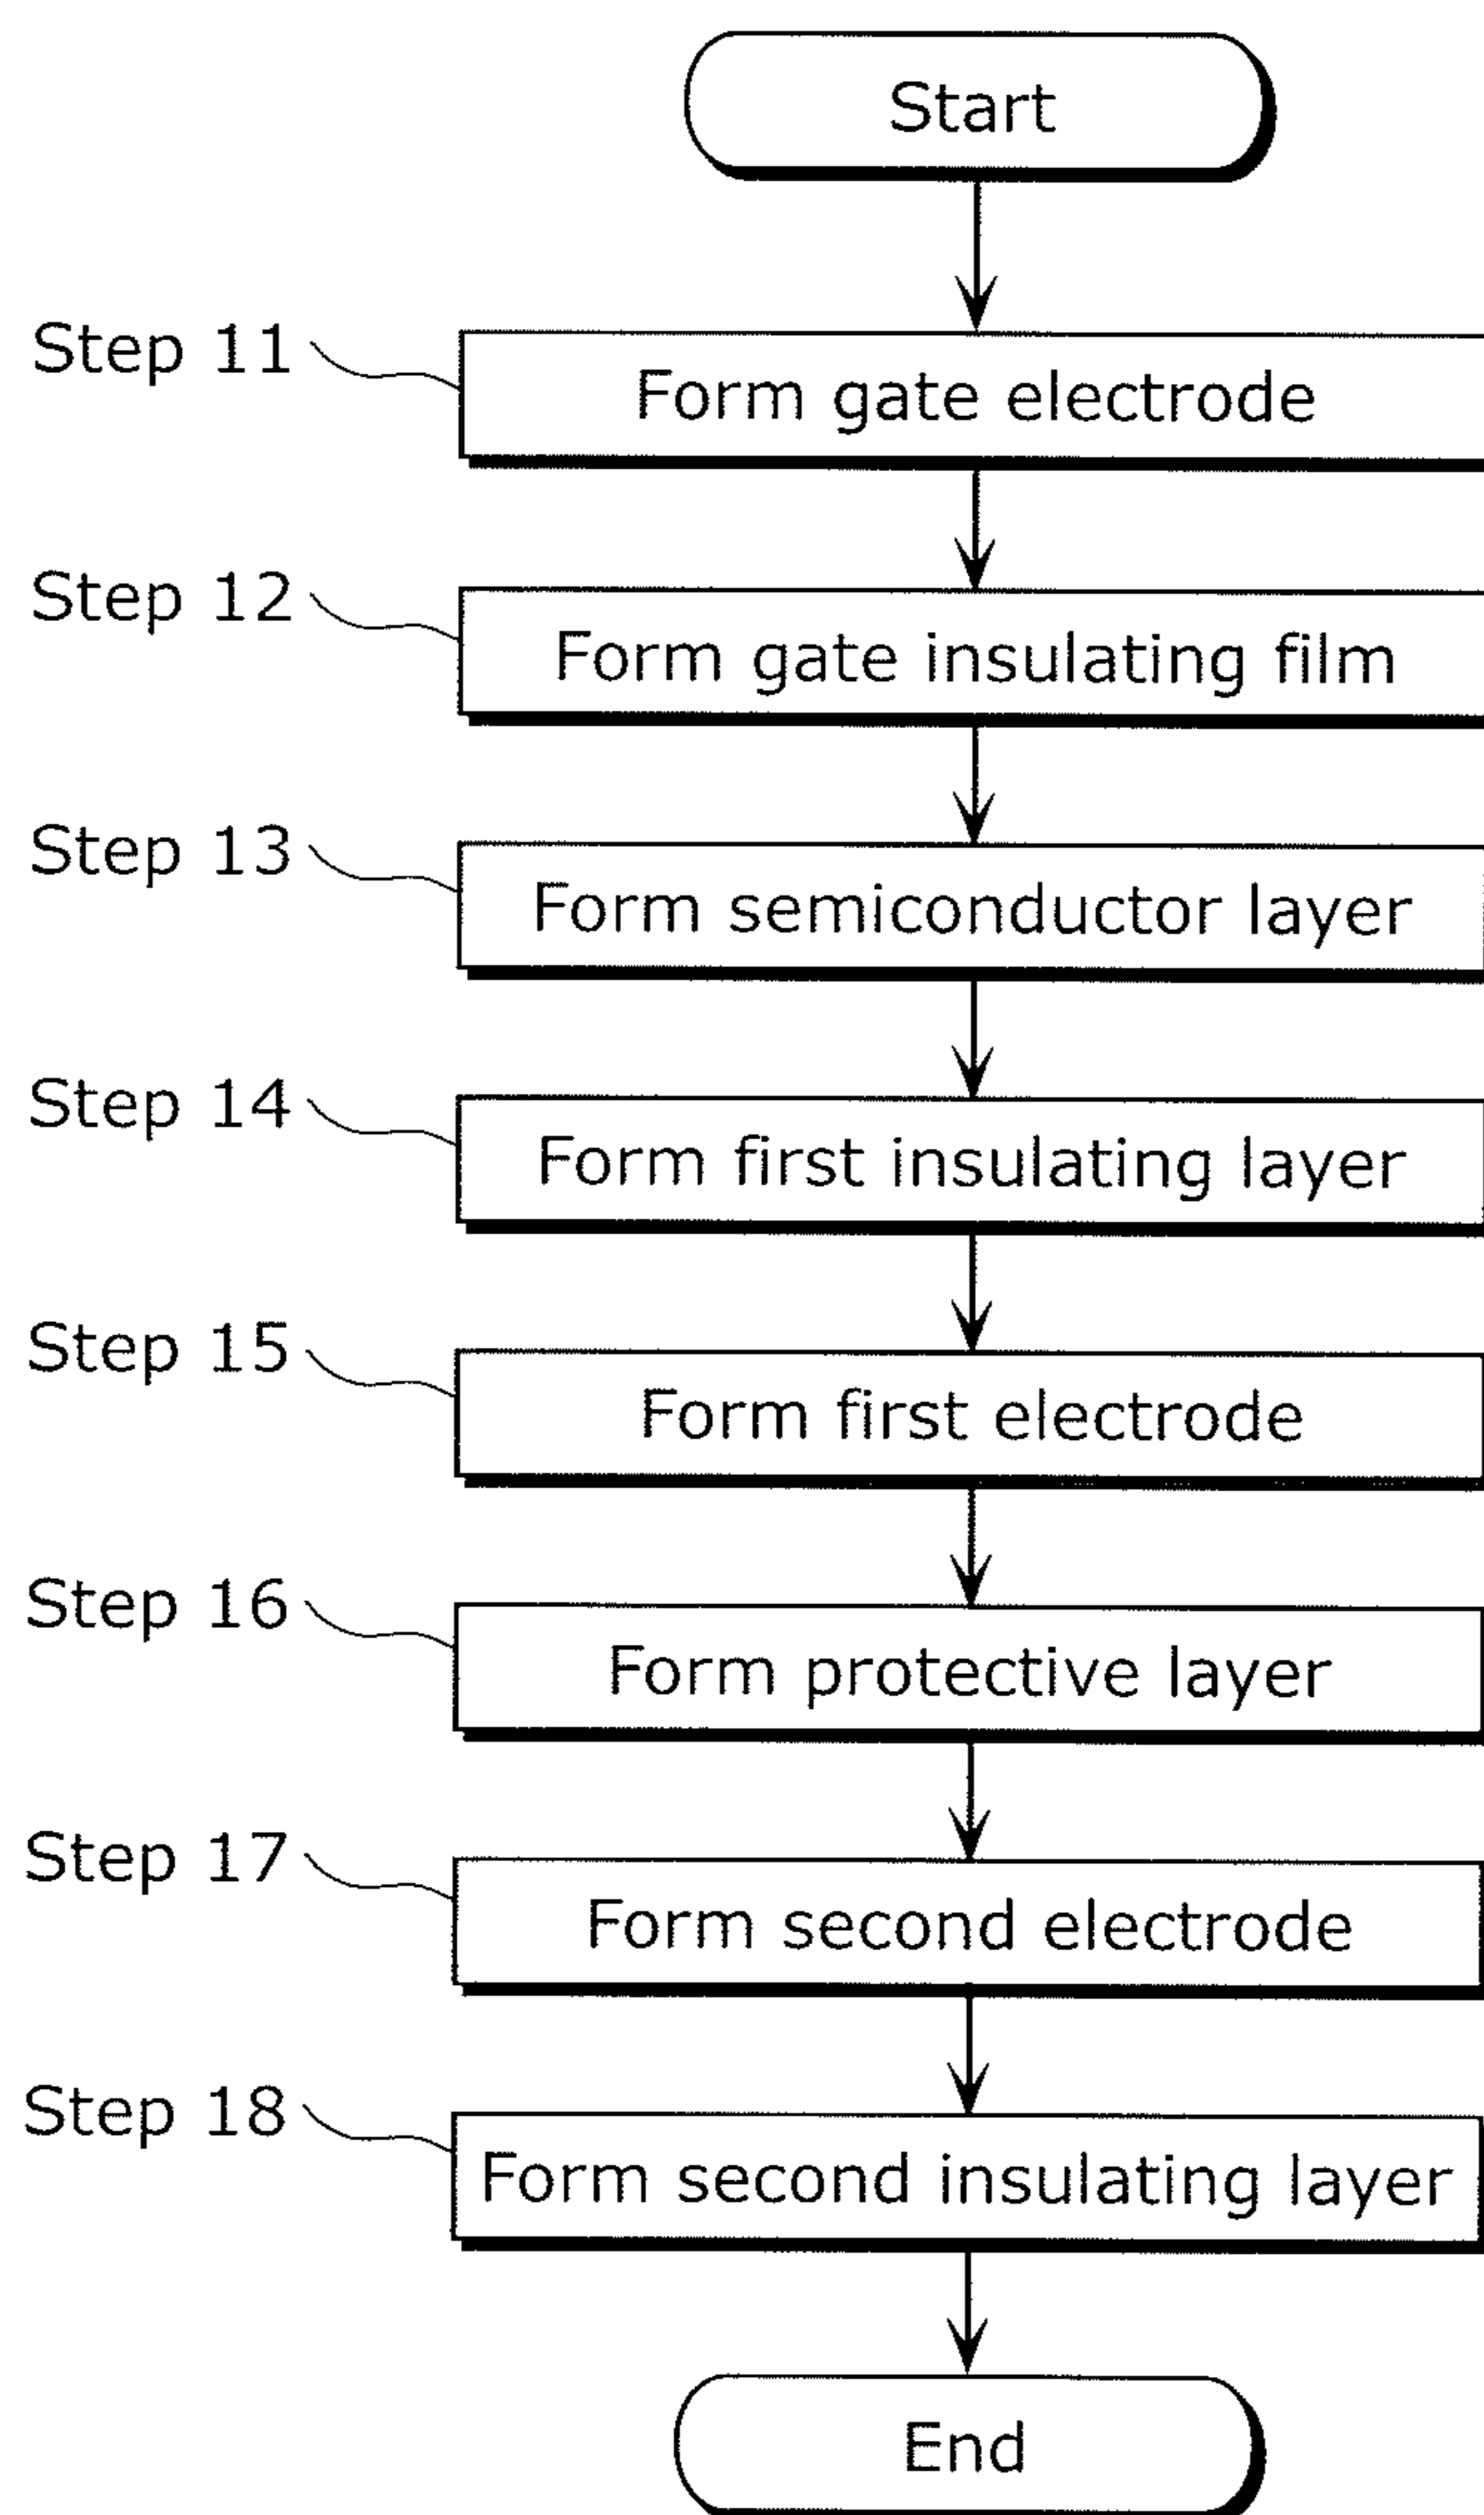 Start
Step 11
Form gate electrode
Step 12
Form gate insulating film
Step 13
Form semiconductor layer
Step 14
Form first insulating layer
Step 15
Form first electrode
Step 16
Form protective layer
Step 17
Form second electrode
Step 18
Form second insulating layer
End